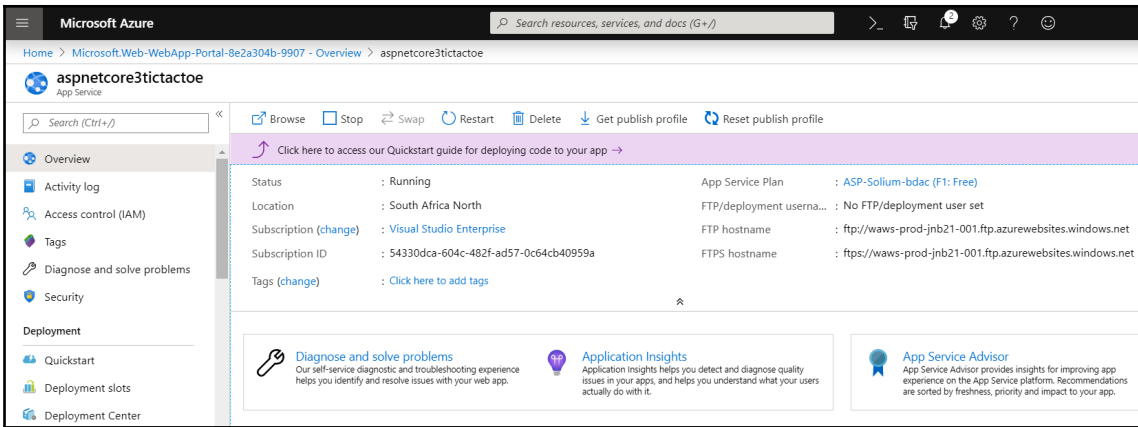 Microsoft Azure
Search resources, services, and docs (G+/)
2
Home > Microsoft.Web-WebApp-Portal-8e2a304b-9907 - Overview > aspnetcore3tictactoe
aspnetcore3tictactoe
App Service
Search (Ctrl+/)
Overview
Activity log
Access control (IAM)
Tags
Diagnose and solve problems
Security
Deployment
Quickstart
Deployment slots
Deployment Center
Browse Stop Swap Restart Delete Get publish profile Reset publish profile
Click here to access our Quickstart guide for deploying code to your app →
Status : Running
Location : South Africa North
Subscription (change) : Visual Studio Enterprise
Subscription ID : 54330dca-604c-482f-ad57-0c64cb40959a
Tags (change) : Click here to add tags
App Service Plan : ASP-Solium-bdac (F1: Free)
FTP/deployment userna... : No FTP/deployment user set
FTP hostname : ftp://waws-prod-jnb21-001.ftp.azurewebsites.windows.net
FTPS hostname : ftps://waws-prod-jnb21-001.ftp.azurewebsites.windows.net
Diagnose and solve problems
Our self-service diagnostic and troubleshooting experience
helps you identify and resolve issues with your web app.
Application Insights
Application Insights helps you detect and diagnose quality
issues in your apps, and helps you understand what your users
actually do with it.
App Service Advisor
App Service Advisor provides insights for improving app
experience on the App Service platform. Recommendations
are sorted by freshness, priority and impact to your app.